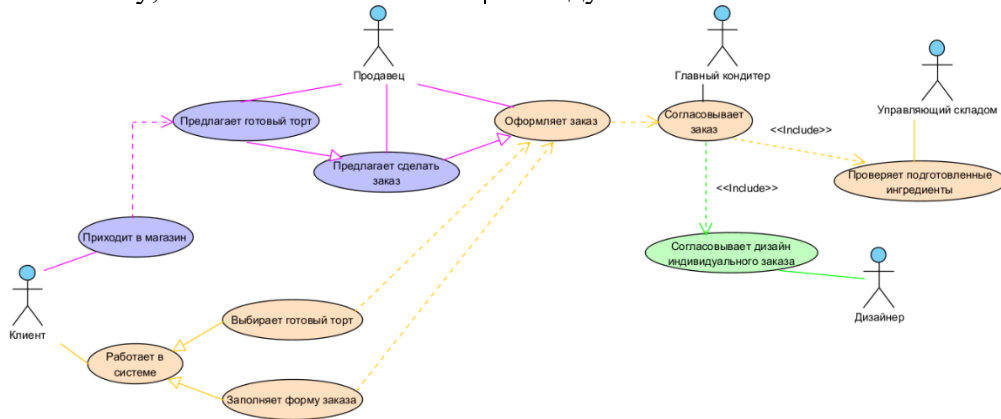 Продавец
Главный кондитер
Управляющий складом
Предлагает готовый торт
Оформляет заказ
Согласовывает
заказ
<<Include>>
Предлагает сделать
заказ
Проверяет подготовленные
ингредиенты
<<Include>>
Приходит в магазин
Согласовывает дизайн
индивидуального заказа
Клиент
Выбирает готовый торт
Дизайнер
Работает в
системе
Заполняет форму заказа